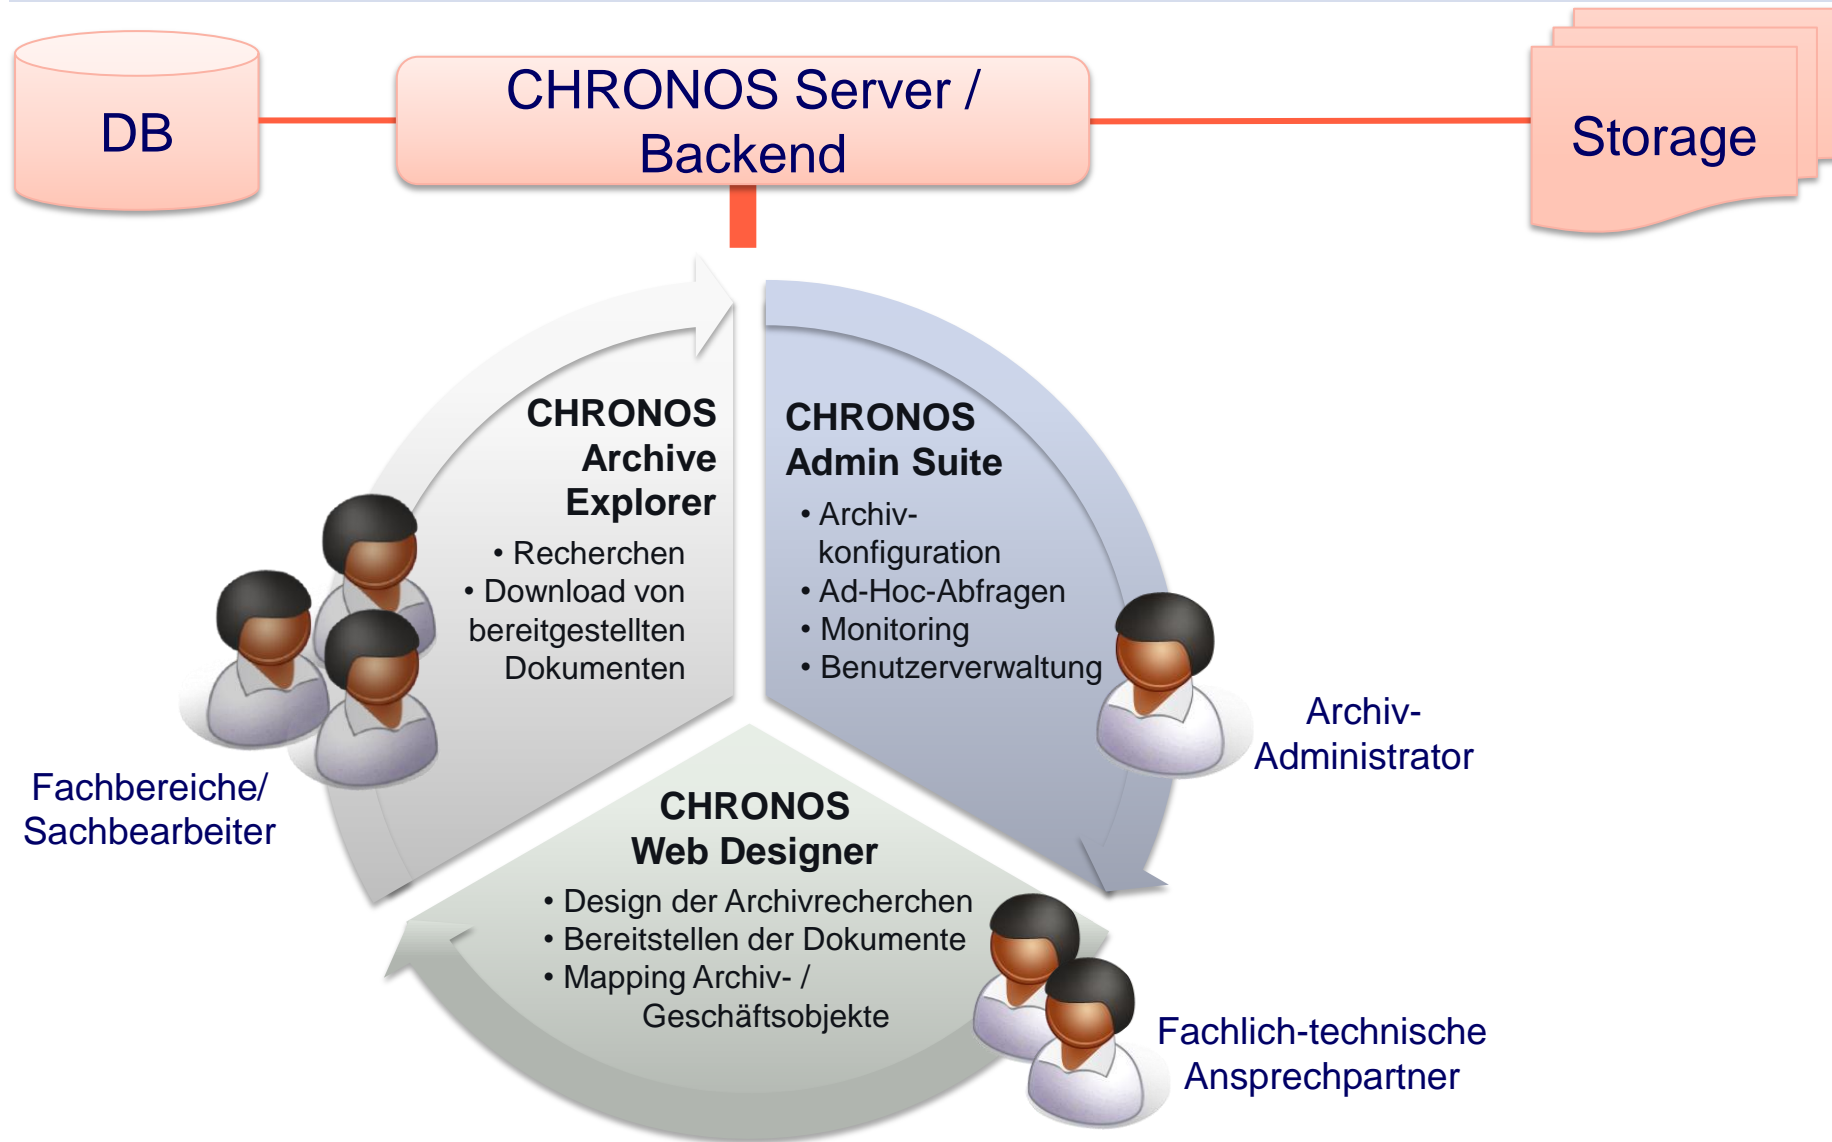 DB
CHRONOS Server /
Backend
Storage
CHRONOS
Archive
Explorer
• Recherchen
• Download von
bereitgestellten
Dokumenten
CHRONOS
Admin Suite
• Archiv-
konfiguration
• Ad-Hoc-Abfragen
• Monitoring
• Benutzerverwaltung
Archiv-
Administrator
Fachbereiche/
Sachbearbeiter
CHRONOS
Web Designer
• Design der Archivrecherchen
• Bereitstellen der Dokumente
• Mapping Archiv- /
Geschäftsobjekte
Fachlich-technische
Ansprechpartner